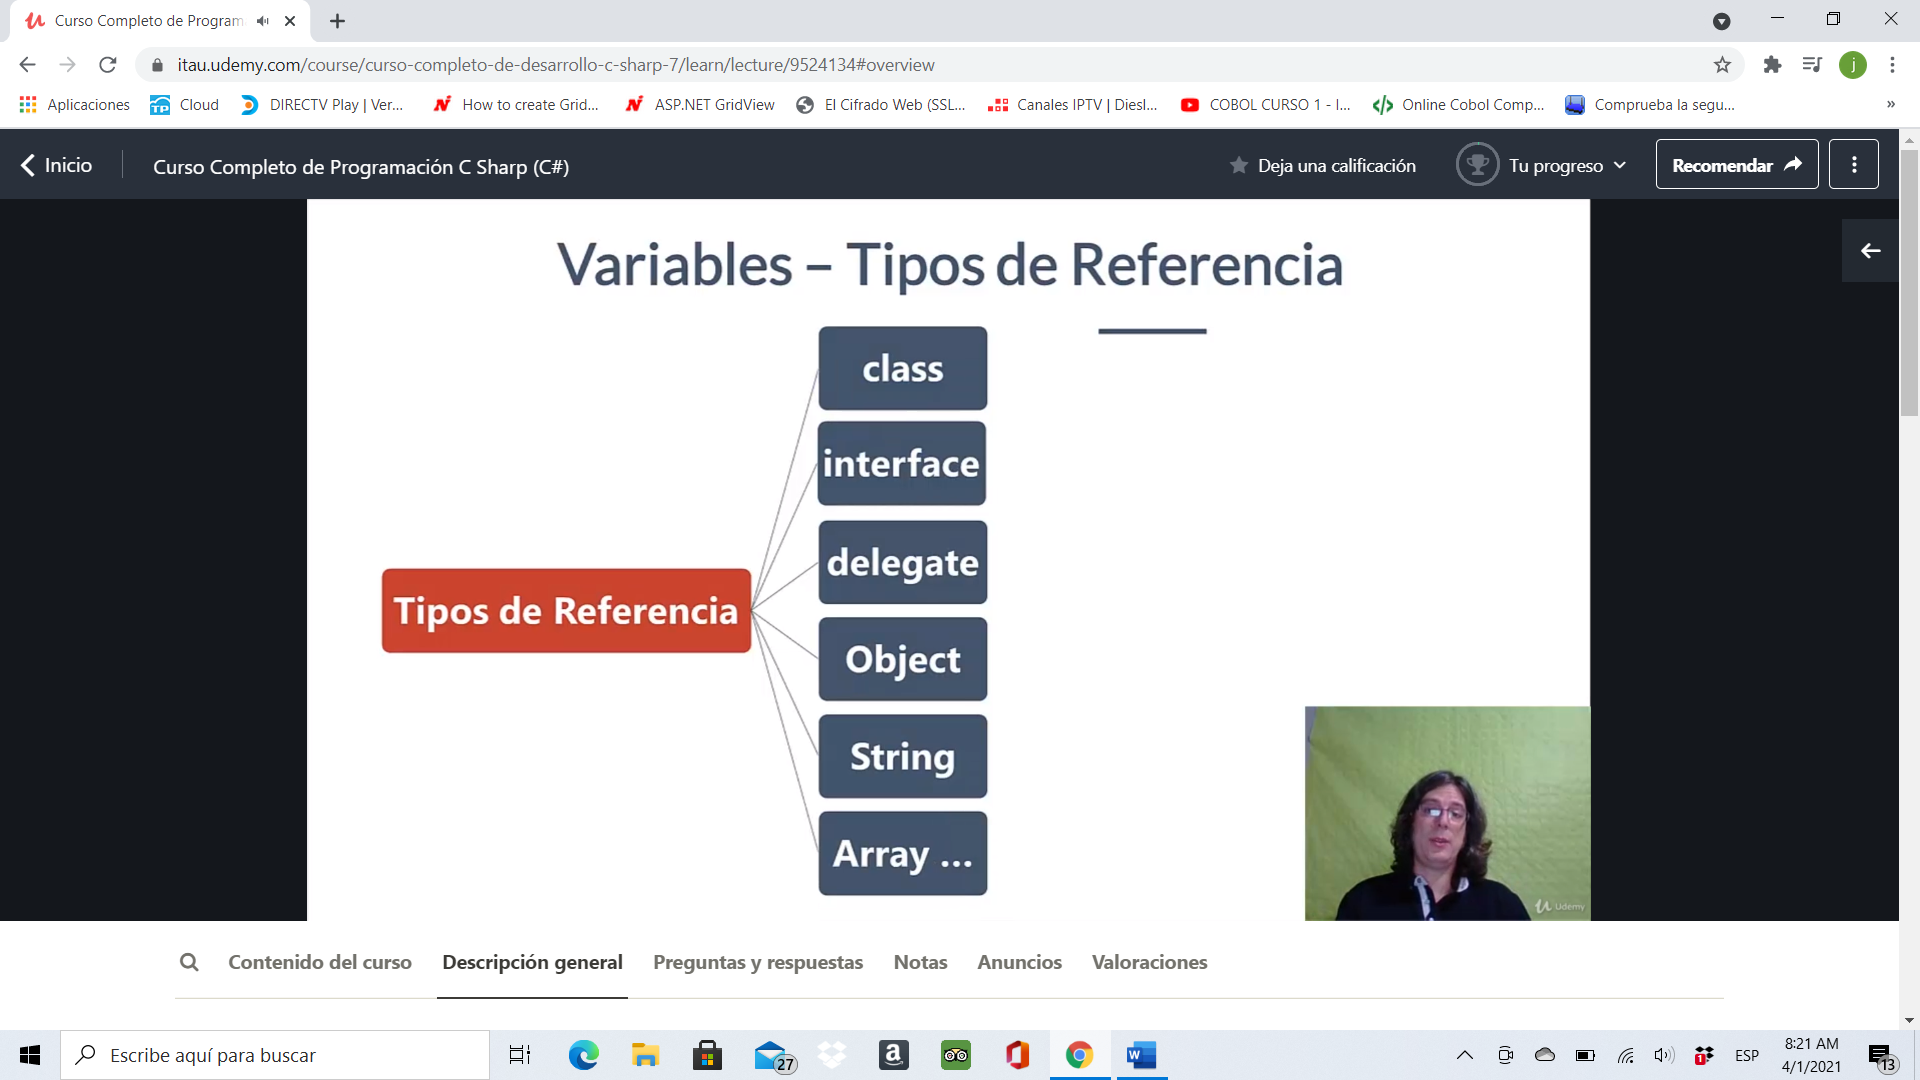 Curso Completo de Program
itau.udemy.com/course/curso-completo-de-desarrollo-c-sharp-7/learn/lecture/9524134#overview
j
Aplicaciones
Cloud
DIRECTV Play | Ver...
How to create Grid...
ASP.NET GridView
El Cifrado Web (SSL...
Canales IPTV | Diesl...
COBOL CURSO 1 - I...
Online Cobol Comp...
Comprueba la segu...
»
Inicio
Curso Completo de Programación C Sharp (C#)
Deja una calificación
Tu progreso
Recomendar
Variables – Tipos de Referencia
class
interface
delegate
Tipos de Referencia
Object
String
Array ...
Udemy
Contenido del curso
Descripción general
Preguntas y respuestas
Notas
Anuncios
Valoraciones
Escribe aquí para buscar
27
ESP
8:21 AM
4/1/2021
13